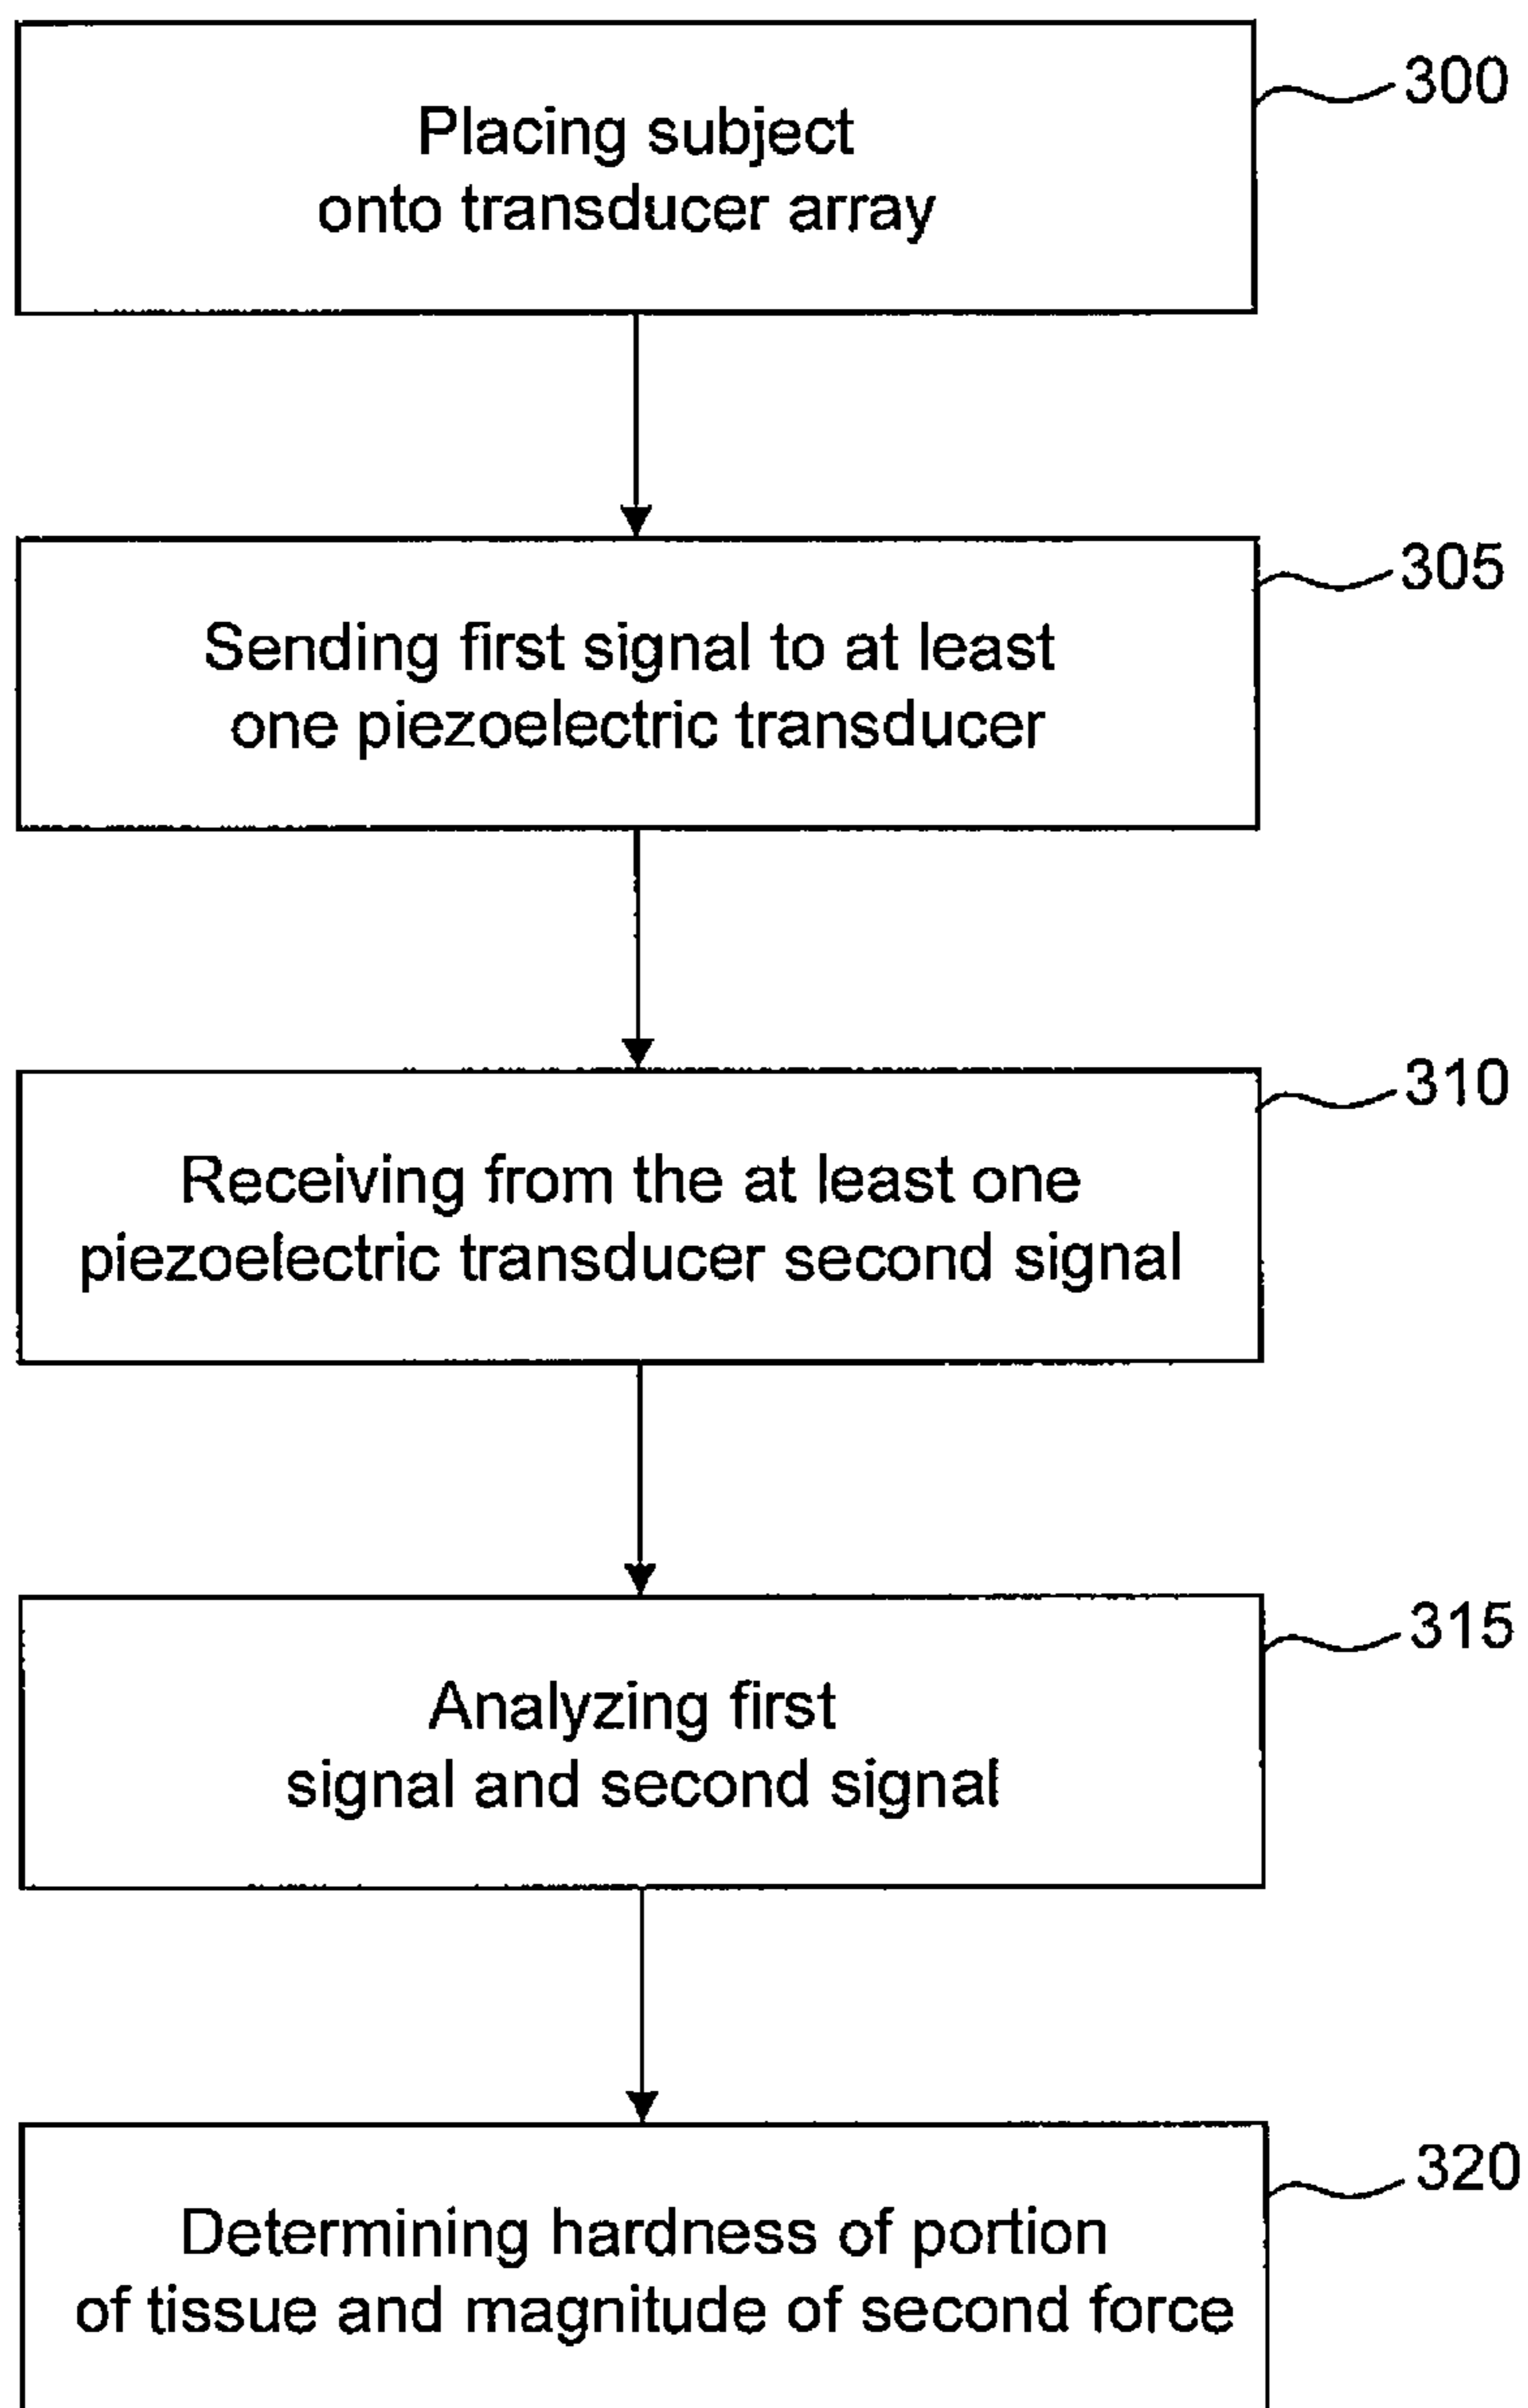 300
Placing subject
onto transducer array
305
Sending first signal to at least
one piezoelectric transducer
310
Receiving from the at least one
piezoelectric transducer second signal
315
Analyzing first
signal and second signal
320
Determining hardness of portion
of tissue and magnitude of second force